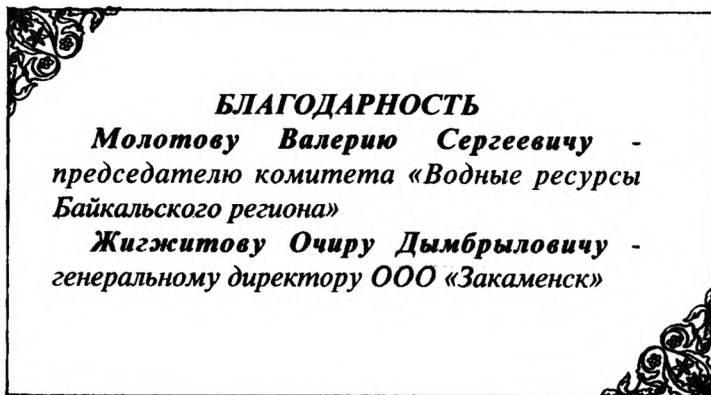 БЛАГОДАРНОСТЬ
Молотову Валерию Сергеевичу -
председателю комитета «Водные ресурсы
Байкальского региона»
Жигжитову Очиру Дымбрыловичу -
генеральному директору ООО «Закаменск»